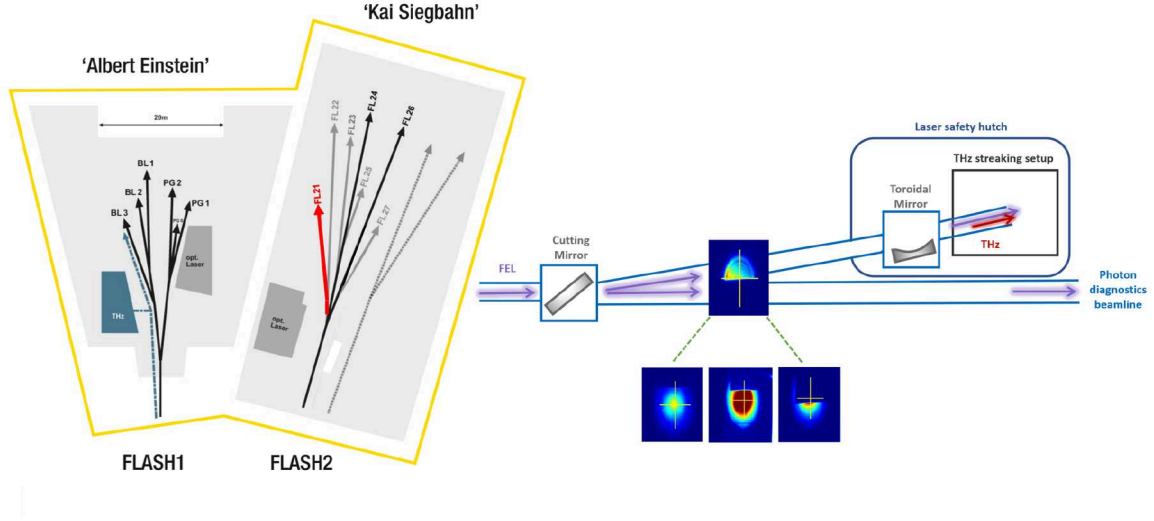 'Kai Siegbahn'
'Albert Einstein'
20m
BL1
BL2
BL3
PG2
PG1
opt.
Laser
THz
FLASH1
FL22
FL23
FL24
FL26
FL25
FL21
FL27
opt.
Laser
FLASH2
FEL
Cutting
Mirror
Laser safety hutch
THz streaking setup
Toroidal
Mirror
THz
Photon
diagnostics
beamline